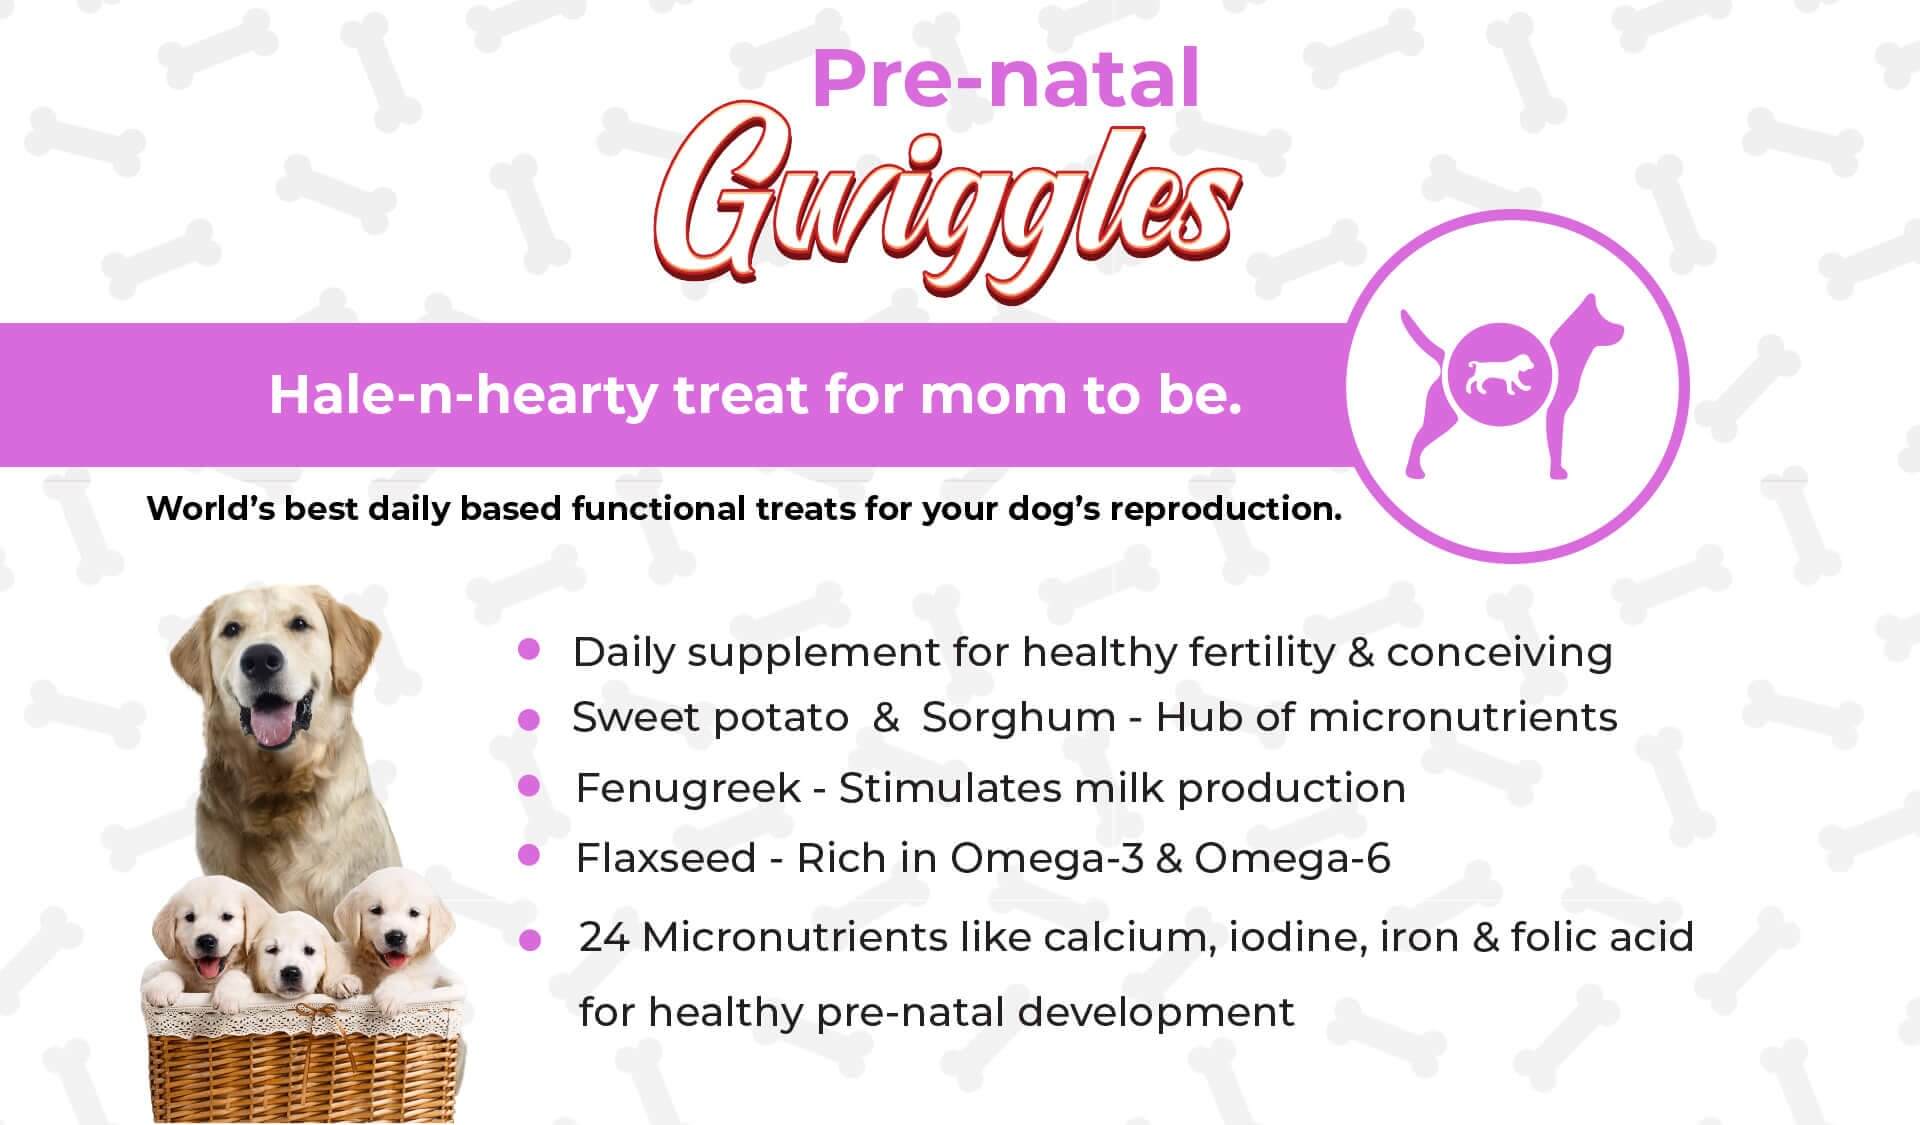 Pre-natal
Gwiggles
Hale-n-hearty treat for mom to be.
World's best daily based functional treats for your dog's reproduction.
Daily supplement for healthy fertility & conceiving
Sweet potato & Sorghum - Hub of micronutrients
Fenugreek - Stimulates milk production
Flaxseed - Rich in Omega-3 & Omega-6
24 Micronutrients like calcium, iodine, iron & folic acid
for healthy pre-natal development